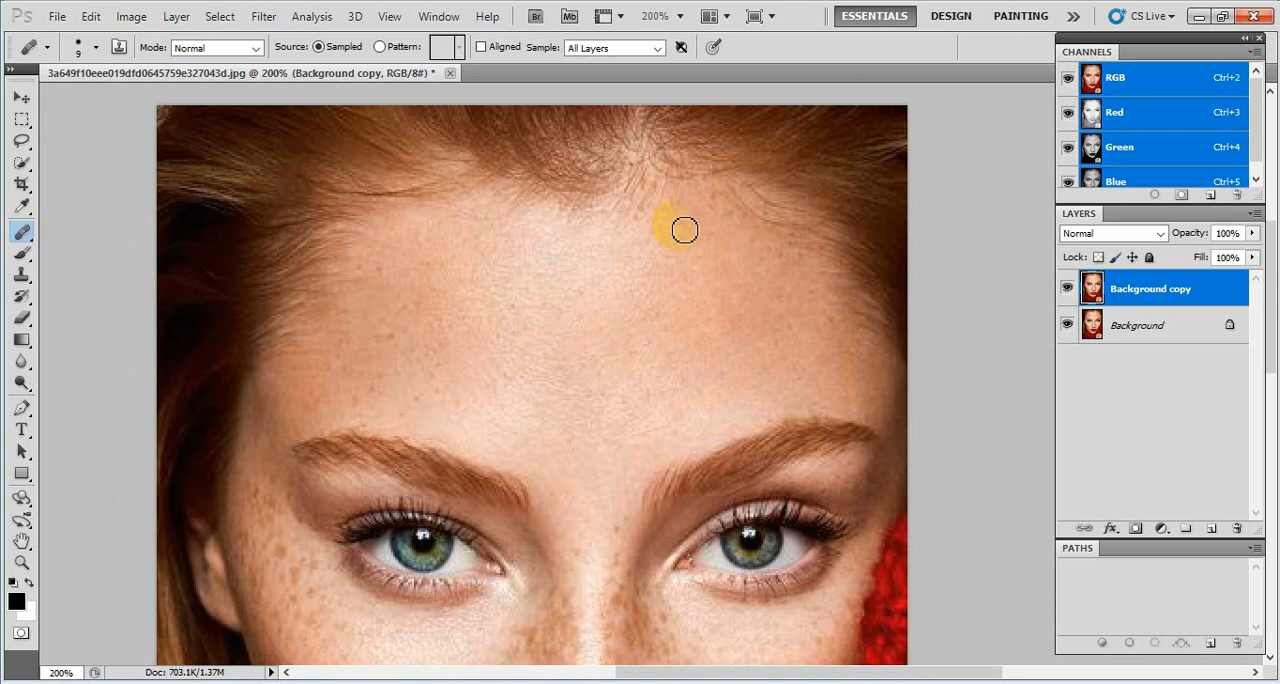 Ps File Edit Image Layer Select Filter Analysis 3D View Window Help Br Mb 200% ESSENTIALS DESIGN PAINTING CS Live
9 Mode: Normal Source: Sampled Pattern: Aligned Sample: All Layers
3a649f10eee019dfd0645759e327043d.jpg @ 200% (Background copy, RGB/8#) *
CHANNELS
RGB Ctrl+2
Red Ctrl+3
Green Ctrl+4
Blue Ctrl+5
LAYERS
Normal Opacity: 100%
Lock: Fill: 100%
Background copy
Background
fx
PATHS
T
200% Doc: 703.1K/1.37M